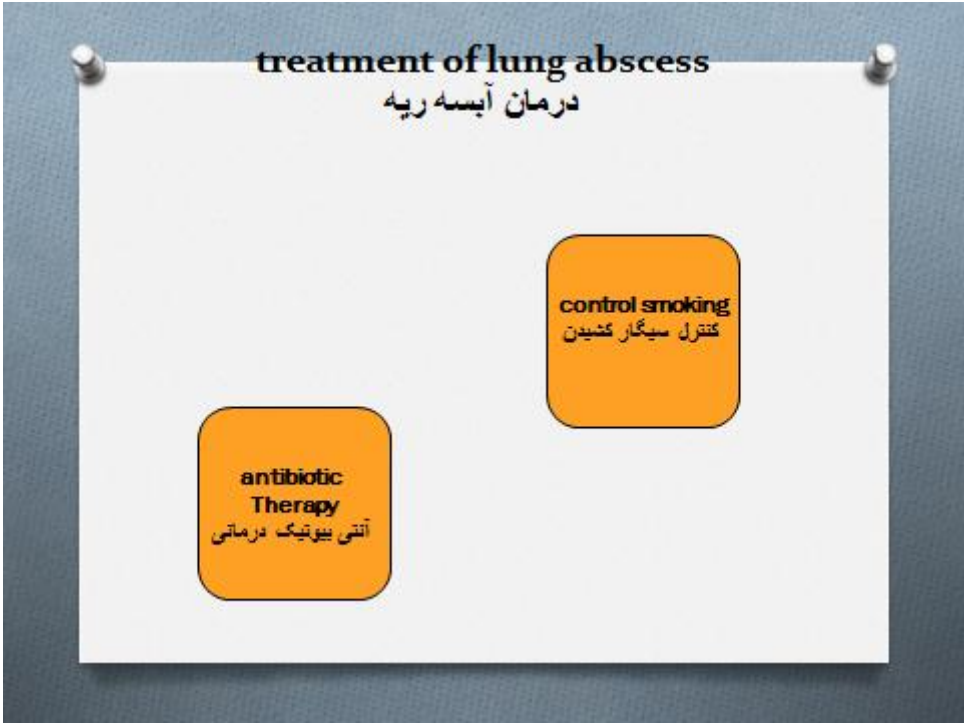 treatment of lung abscess
درمان آبسه ریه
control smoking
کنترل سیگار کشیدن
antibiotic
Therapy
آنتی بیوتیک درمانی